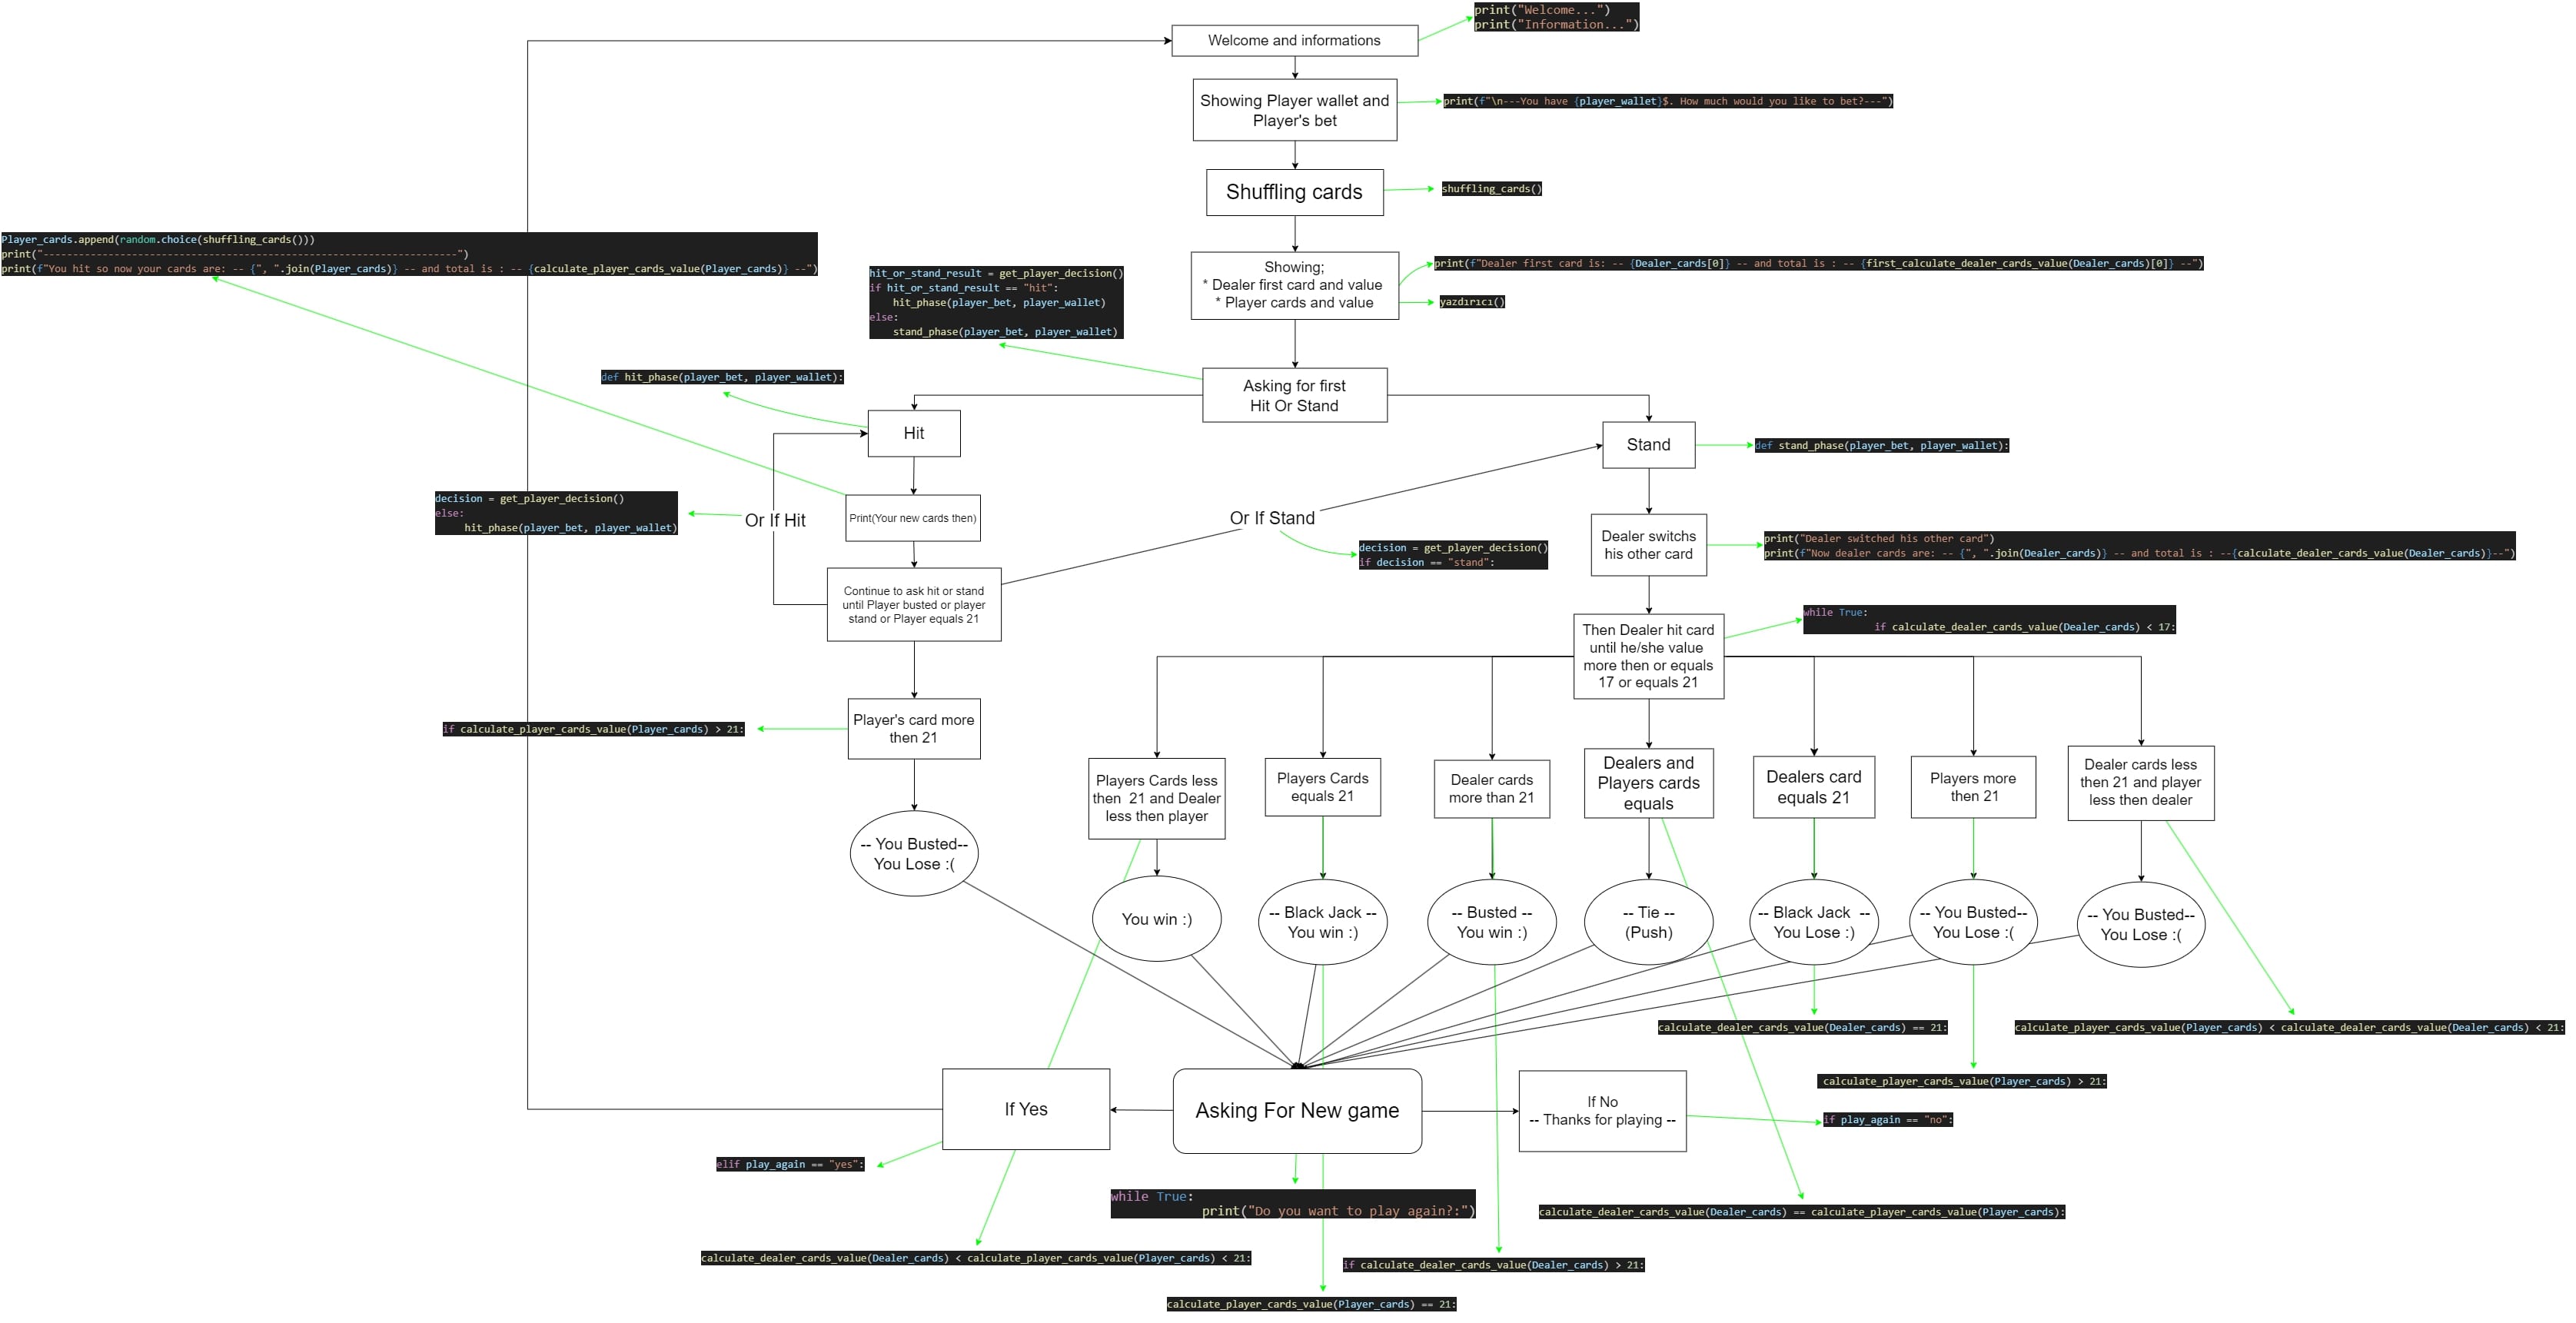 print("Welcome...")
print("Information...")
Welcome and informations
Showing Player wallet and
Player's bet
print(f"\n---You have {player_wallet}$. How much would you like to bet?---")
Shuffling cards
shuffling_cards()
Player_cards.append(random.choice(shuffling_cards()))
print("----------------------------------------------------------------------")
print(f"You hit so now your cards are: -- {", ".join(Player_cards)} -- and total is : -- {calculate_player_cards_value(Player_cards)} --")
hit_or_stand_result = get_player_decision()
if hit_or_stand_result == "hit":
    hit_phase(player_bet, player_wallet)
else:
    stand_phase(player_bet, player_wallet)
Showing;
* Dealer first card and value
* Player cards and value
print(f"Dealer first card is: -- {Dealer_cards[0]} -- and total is : -- {first_calculate_dealer_cards_value(Dealer_cards)[0]} --")
yazdırıcı()
def hit_phase(player_bet, player_wallet):
Asking for first
Hit Or Stand
Hit
Stand
def stand_phase(player_bet, player_wallet):
decision = get_player_decision()
else:
    hit_phase(player_bet, player_wallet)
Or If Hit
Print(Your new cards then)
Or If Stand
decision = get_player_decision()
if decision == "stand":
Dealer switchs
his other card
print("Dealer switched his other card")
print(f"Now dealer cards are: -- {", ".join(Dealer_cards)} -- and total is : --{calculate_dealer_cards_value(Dealer_cards)}--")
Continue to ask hit or stand
until Player busted or player
stand or Player equals 21
Then Dealer hit card
until he/she value
more then or equals
17 or equals 21
while True:
            if calculate_dealer_cards_value(Dealer_cards) < 17:
if calculate_player_cards_value(Player_cards) > 21:
Player's card more
then 21
Players Cards less
then  21 and Dealer
less then player
Players Cards
equals 21
Dealer cards
more than 21
Dealers and
Players cards
equals
Dealers card
equals 21
Players more
then 21
Dealer cards less
then 21 and player
less then dealer
-- You Busted--
You Lose :(
You win :)
-- Black Jack --
You win :)
-- Busted --
You win :)
-- Tie --
(Push)
-- Black Jack  --
You Lose :)
-- You Busted--
You Lose :(
-- You Busted--
You Lose :(
calculate_dealer_cards_value(Dealer_cards) == 21:
calculate_player_cards_value(Player_cards) < calculate_dealer_cards_value(Dealer_cards) < 21:
calculate_player_cards_value(Player_cards) > 21:
If Yes
Asking For New game
If No
-- Thanks for playing --
if play_again == "no":
elif play_again == "yes":
while True:
            print("Do you want to play again?:")
calculate_dealer_cards_value(Dealer_cards) == calculate_player_cards_value(Player_cards):
calculate_dealer_cards_value(Dealer_cards) < calculate_player_cards_value(Player_cards) < 21:
if calculate_dealer_cards_value(Dealer_cards) > 21:
calculate_player_cards_value(Player_cards) == 21: